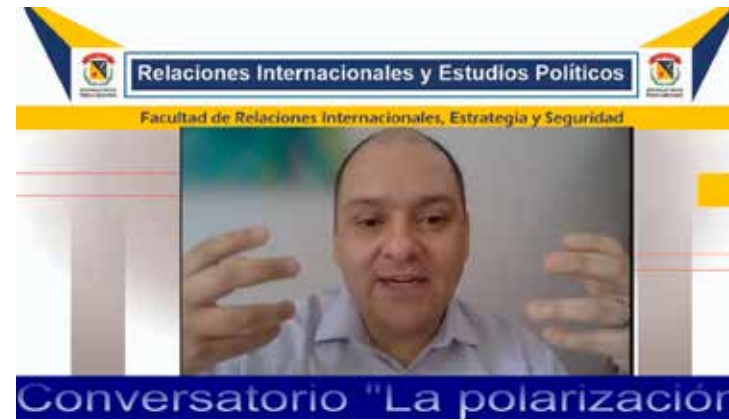 Relaciones Internacionales y Estudios Políticos
Facultad de Relaciones Internacionales, Estrategia y Seguridad
Conversatorio "La polarización